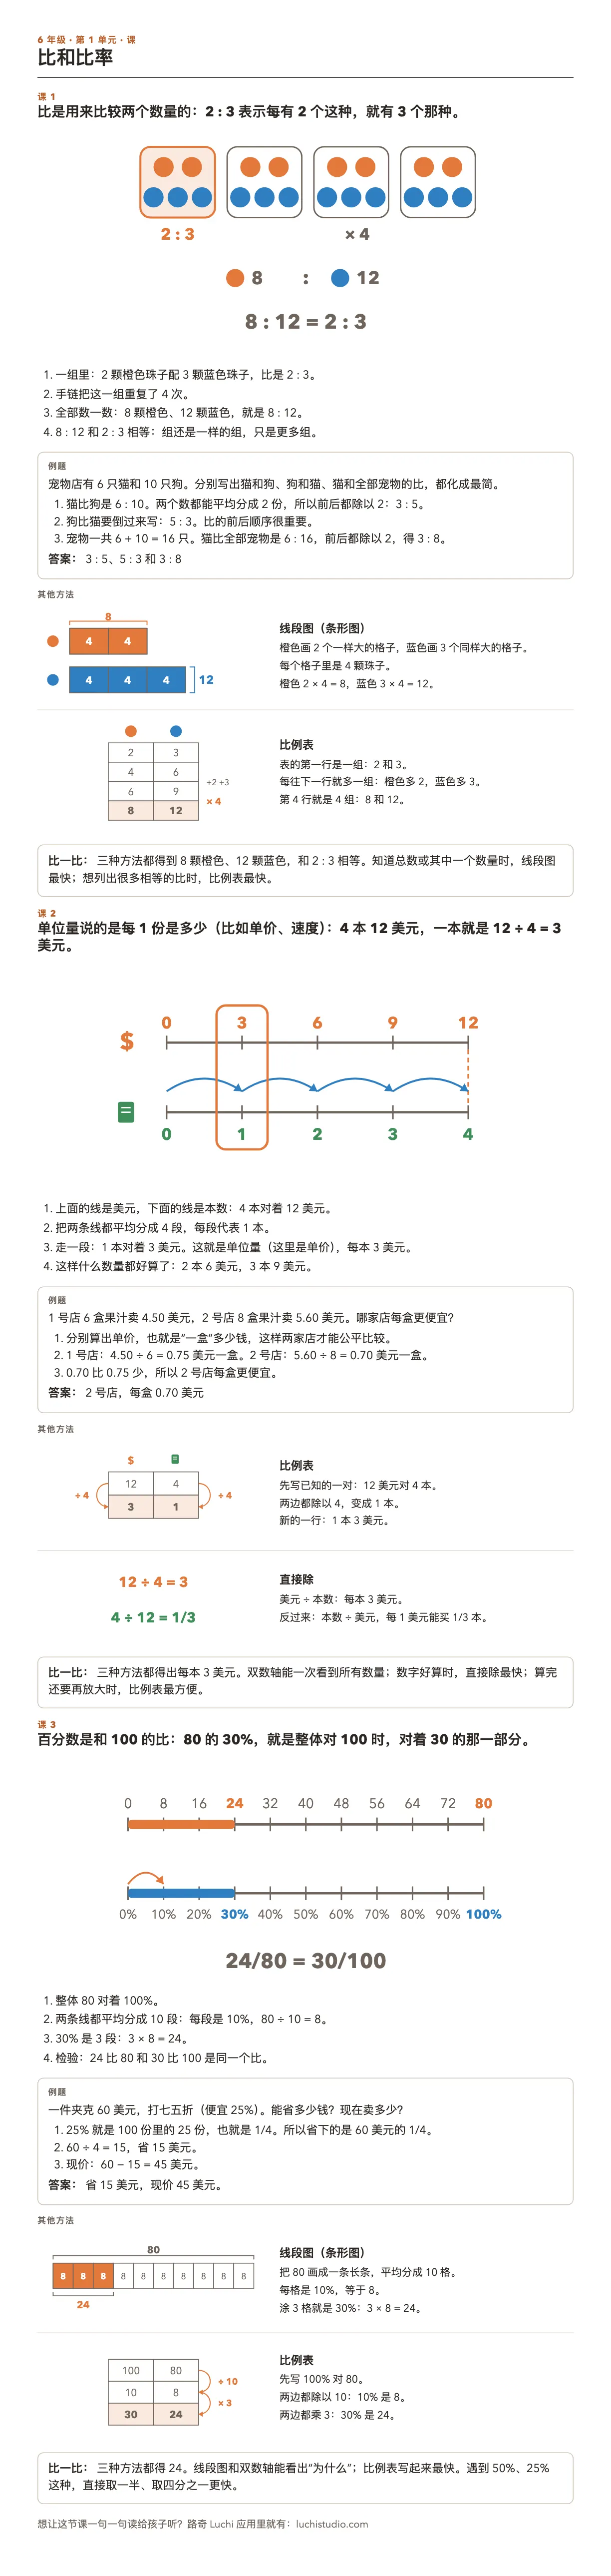 6 年级 · 第 1 单元 · 课
比和比率
课 1
比是用来比较两个数量的：2 : 3 表示每有 2 个这种，就有 3 个那种。
2 : 3
× 4
8 : 12
8 : 12 = 2 : 3
1. 一组里：2 颗橙色珠子配 3 颗蓝色珠子，比是 2 : 3。
2. 手链把这一组重复了 4 次。
3. 全部数一数：8 颗橙色、12 颗蓝色，就是 8 : 12。
4. 8 : 12 和 2 : 3 相等：组还是一样的组，只是更多组。
例题
宠物店有 6 只猫和 10 只狗。分别写出猫和狗、狗和猫、猫和全部宠物的比，都化成最简。
1. 猫比狗是 6 : 10。两个数都能平均分成 2 份，所以前后都除以 2：3 : 5。
2. 狗比猫要倒过来写：5 : 3。比的前后顺序很重要。
3. 宠物一共 6 + 10 = 16 只。猫比全部宠物是 6 : 16，前后都除以 2，得 3 : 8。
答案： 3 : 5、5 : 3 和 3 : 8
其他方法
8
4 4
4 4 4 12
线段图（条形图）
橙色画 2 个一样大的格子，蓝色画 3 个同样大的格子。
每个格子里是 4 颗珠子。
橙色 2 × 4 = 8，蓝色 3 × 4 = 12。
2 3
4 6
6 9
8 12
+2 +3
× 4
比例表
表的第一行是一组：2 和 3。
每往下一行就多一组：橙色多 2，蓝色多 3。
第 4 行就是 4 组：8 和 12。
比一比： 三种方法都得到 8 颗橙色、12 颗蓝色，和 2 : 3 相等。知道总数或其中一个数量时，线段图
最快；想列出很多相等的比时，比例表最快。
课 2
单位量说的是每 1 份是多少（比如单价、速度）：4 本 12 美元，一本就是 12 ÷ 4 = 3
美元。
0 3 6 9 12
$
0 1 2 3 4
1. 上面的线是美元，下面的线是本数：4 本对着 12 美元。
2. 把两条线都平均分成 4 段，每段代表 1 本。
3. 走一段：1 本对着 3 美元。这就是单位量（这里是单价），每本 3 美元。
4. 这样什么数量都好算了：2 本 6 美元，3 本 9 美元。
例题
1 号店 6 盒果汁卖 4.50 美元，2 号店 8 盒果汁卖 5.60 美元。哪家店每盒更便宜？
1. 分别算出单价，也就是“一盒”多少钱，这样两家店才能公平比较。
2. 1 号店：4.50 ÷ 6 = 0.75 美元一盒。2 号店：5.60 ÷ 8 = 0.70 美元一盒。
3. 0.70 比 0.75 少，所以 2 号店每盒更便宜。
答案： 2 号店，每盒 0.70 美元
其他方法
$
12 4
3 1
÷ 4 ÷ 4
比例表
先写已知的一对：12 美元对 4 本。
两边都除以 4，变成 1 本。
新的一行：1 本 3 美元。
12 ÷ 4 = 3
4 ÷ 12 = 1/3
直接除
美元 ÷ 本数：每本 3 美元。
反过来：本数 ÷ 美元，每 1 美元能买 1/3 本。
比一比： 三种方法都得出每本 3 美元。双数轴能一次看到所有数量；数字好算时，直接除最快；算完
还要再放大时，比例表最方便。
课 3
百分数是和 100 的比：80 的 30%，就是整体对 100 时，对着 30 的那一部分。
0 8 16 24 32 40 48 56 64 72 80
0% 10% 20% 30% 40% 50% 60% 70% 80% 90% 100%
24/80 = 30/100
1. 整体 80 对着 100%。
2. 两条线都平均分成 10 段：每段是 10%，80 ÷ 10 = 8。
3. 30% 是 3 段：3 × 8 = 24。
4. 检验：24 比 80 和 30 比 100 是同一个比。
例题
一件夹克 60 美元，打七五折（便宜 25%）。能省多少钱？现在卖多少？
1. 25% 就是 100 份里的 25 份，也就是 1/4。所以省下的是 60 美元的 1/4。
2. 60 ÷ 4 = 15，省 15 美元。
3. 现价：60 − 15 = 45 美元。
答案： 省 15 美元，现价 45 美元。
其他方法
80
8 8 8 8 8 8 8 8 8 8
24
线段图（条形图）
把 80 画成一条长条，平均分成 10 格。
每格是 10%，等于 8。
涂 3 格就是 30%：3 × 8 = 24。
100 80
10 8
30 24
÷ 10
× 3
比例表
先写 100% 对 80。
两边都除以 10：10% 是 8。
两边都乘 3：30% 是 24。
比一比： 三种方法都得 24。线段图和双数轴能看出“为什么”；比例表写起来最快。遇到 50%、25%
这种，直接取一半、取四分之一更快。
想让这节课一句一句读给孩子听？路奇 Luchi 应用里就有：luchistudio.com